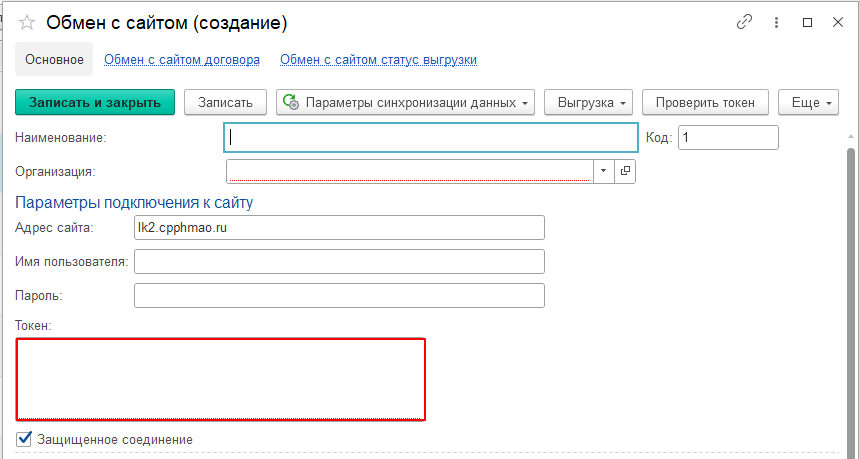 Обмен с сайтом (создание)
Основное Обмен с сайтом договора Обмен с сайтом статус выгрузки
Записать и закрыть Записать Параметры синхронизации данных Выгрузка Проверить токен Еще
Наименование: Код: 1
Организация:
Параметры подключения к сайту
Адрес сайта: lk2.cpphmao.ru
Имя пользователя:
Пароль:
Токен:
Защищенное соединение